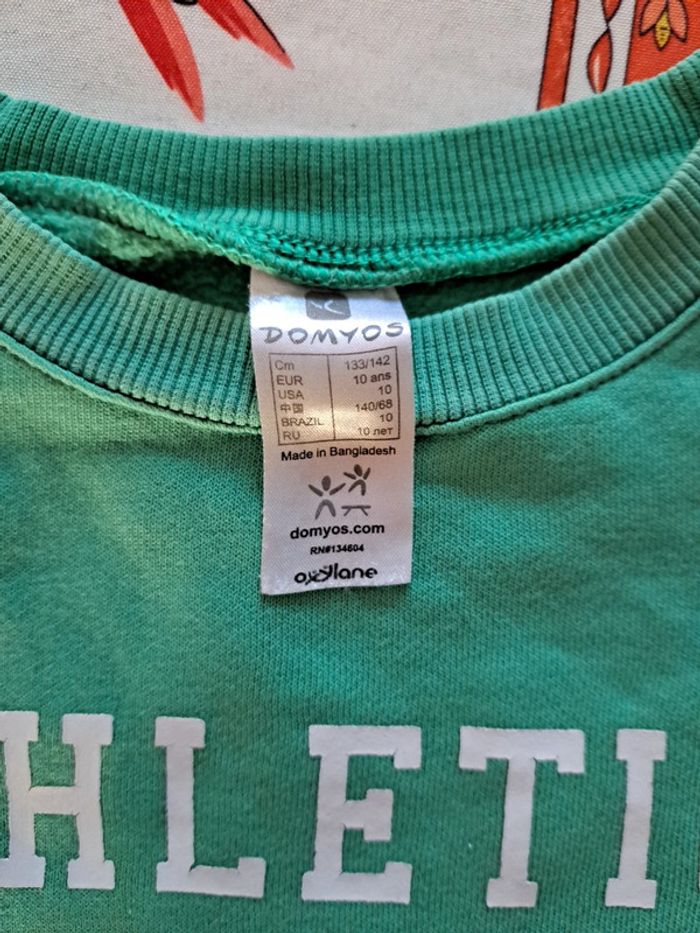 DOMYOS
Cm 133/142
EUR 10 ans
USA 10
中国 140/68
BRAZIL 10
RU 10 лет
Made in Bangladesh
domyos.com
RN#134604
oxylane
HLETI